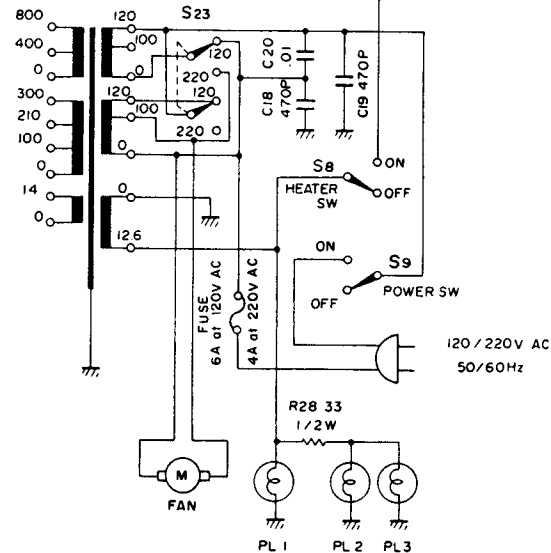 800
400
0
300
210
100
0
14
0
120
100
0
120
100
0
0
12.6
S23
120
220
120
220
C20
.01
C18
470P
C19 470P
S8
HEATER
SW
ON
OFF
ON
OFF
S9
POWER SW
FUSE
6A at 120V AC
4A at 220V AC
120/220V AC
50/60Hz
R28 33
1/2W
M
FAN
PL 1
PL 2
PL3